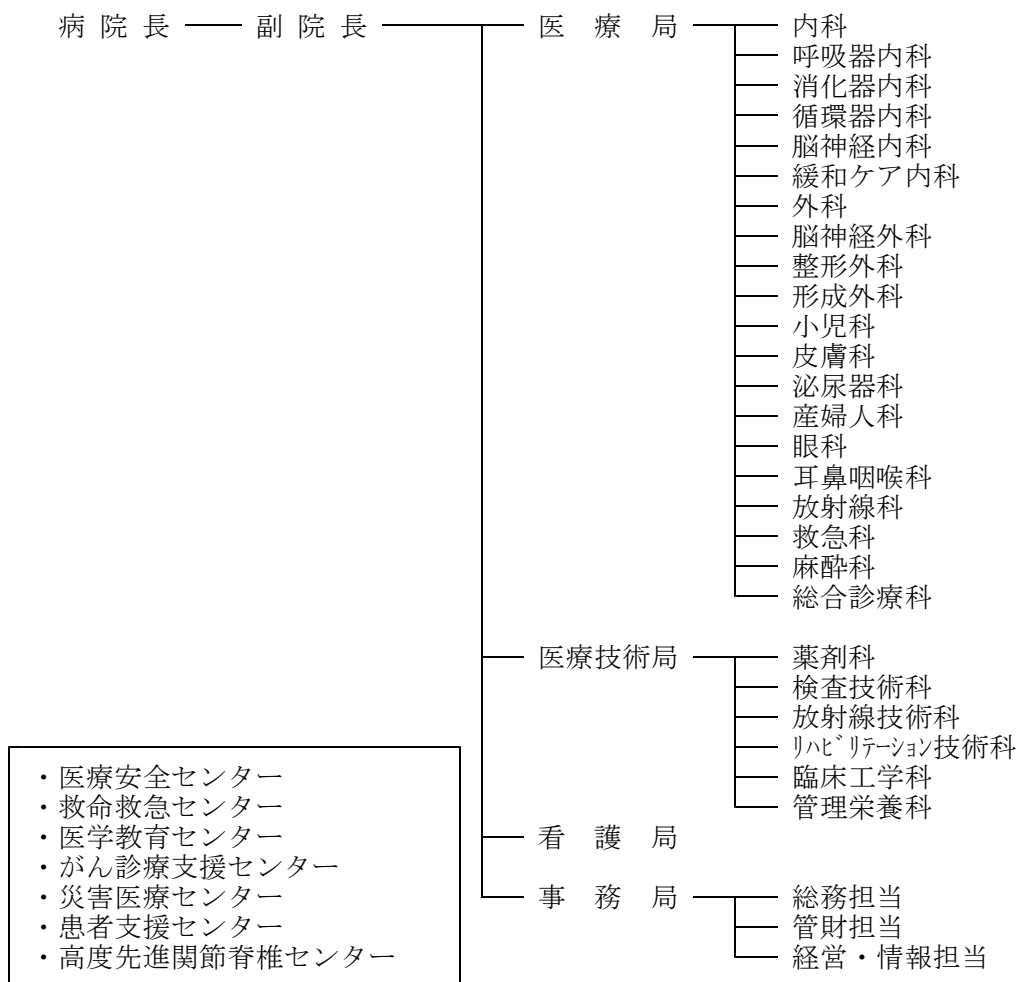 病院長 副院長 医療局 内科
呼吸器内科
消化器内科
循環器内科
脳神経内科
緩和ケア内科
外科
脳神経外科
整形外科
形成外科
小児科
皮膚科
泌尿器科
産婦人科
眼科
耳鼻咽喉科
放射線科
救急科
麻酔科
総合診療科
医療技術局 薬剤科
検査技術科
放射線技術科
ﾘﾊﾋﾞﾘﾃｰｼｮﾝ技術科
臨床工学科
管理栄養科
看護局
事務局 総務担当
管財担当
経営・情報担当
・医療安全センター
・救命救急センター
・医学教育センター
・がん診療支援センター
・災害医療センター
・患者支援センター
・高度先進関節脊椎センター